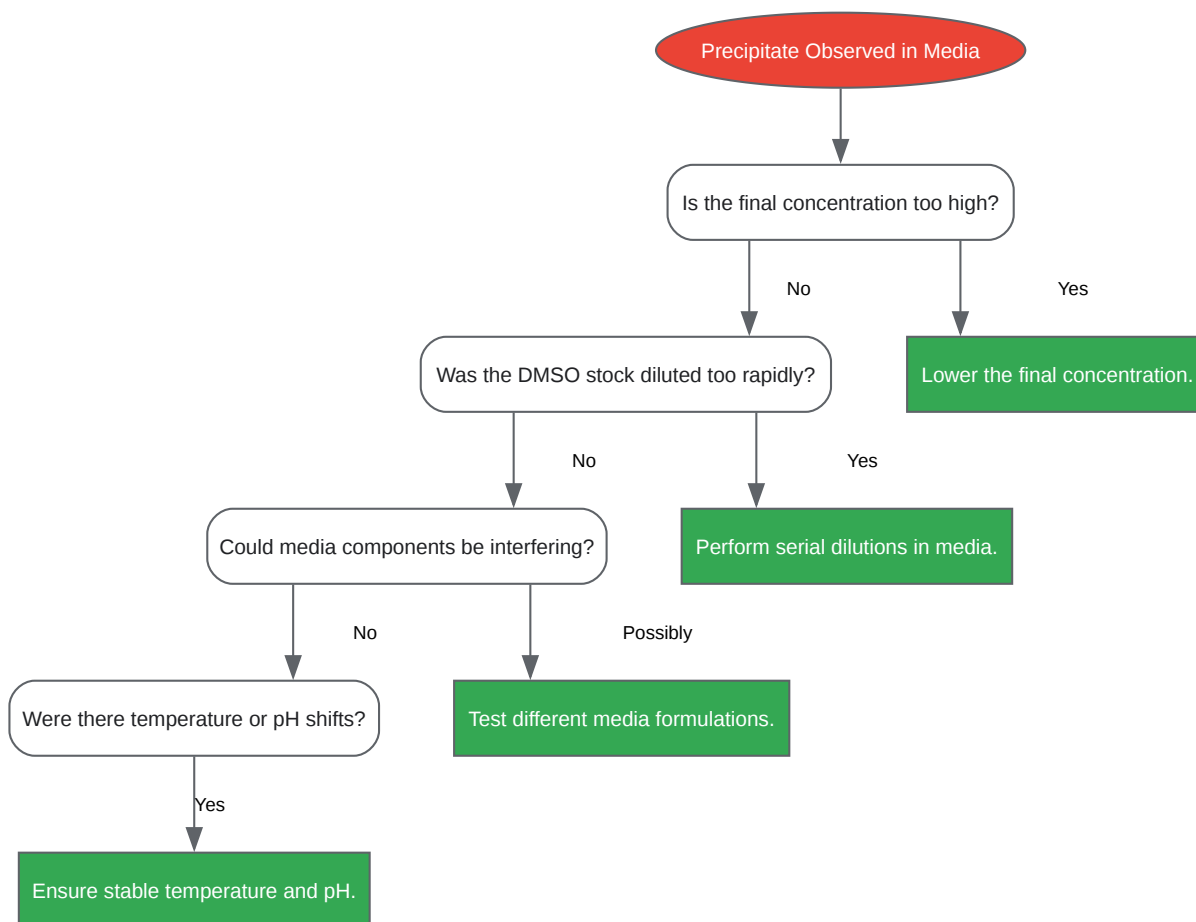 Precipitate Observed in Media
Is the final concentration too high?
No
Yes
Was the DMSO stock diluted too rapidly?
Lower the final concentration.
No
Yes
Could media components be interfering?
Perform serial dilutions in media.
No
Possibly
Were there temperature or pH shifts?
Test different media formulations.
Yes
Ensure stable temperature and pH.